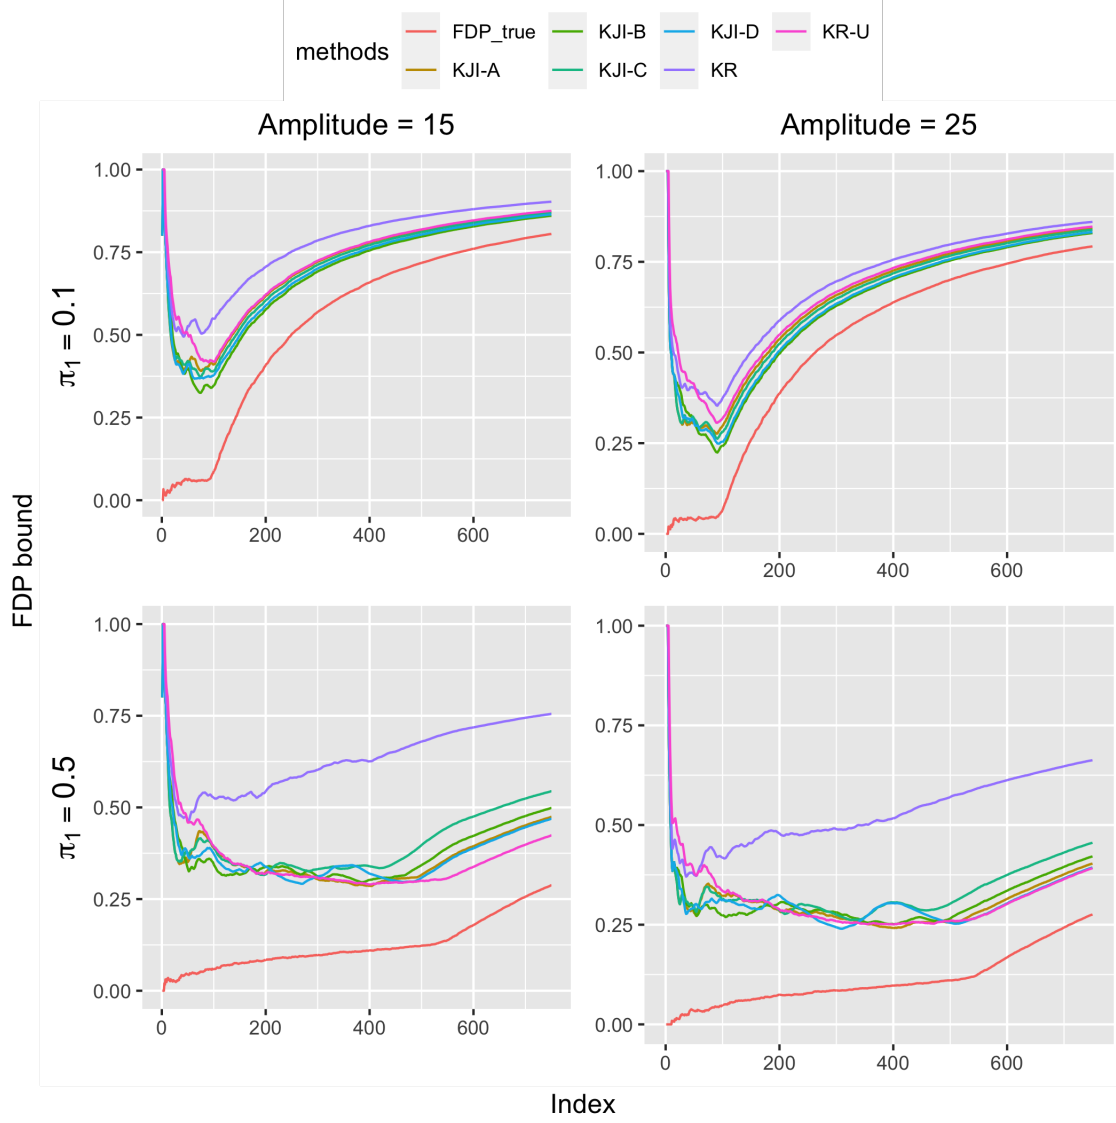 methods
FDP_true KJI-B KJI-D KR-U
KJI-A KJI-C KR
Amplitude = 15 Amplitude = 25
π1 = 0.1
1.00
0.75
0.50
0.25
0.00
0 200 400 600
1.00
0.75
0.50
0.25
0.00
0 200 400 600
FDP bound
π1 = 0.5
1.00
0.75
0.50
0.25
0.00
0 200 400 600
1.00
0.75
0.50
0.25
0.00
0 200 400 600
Index